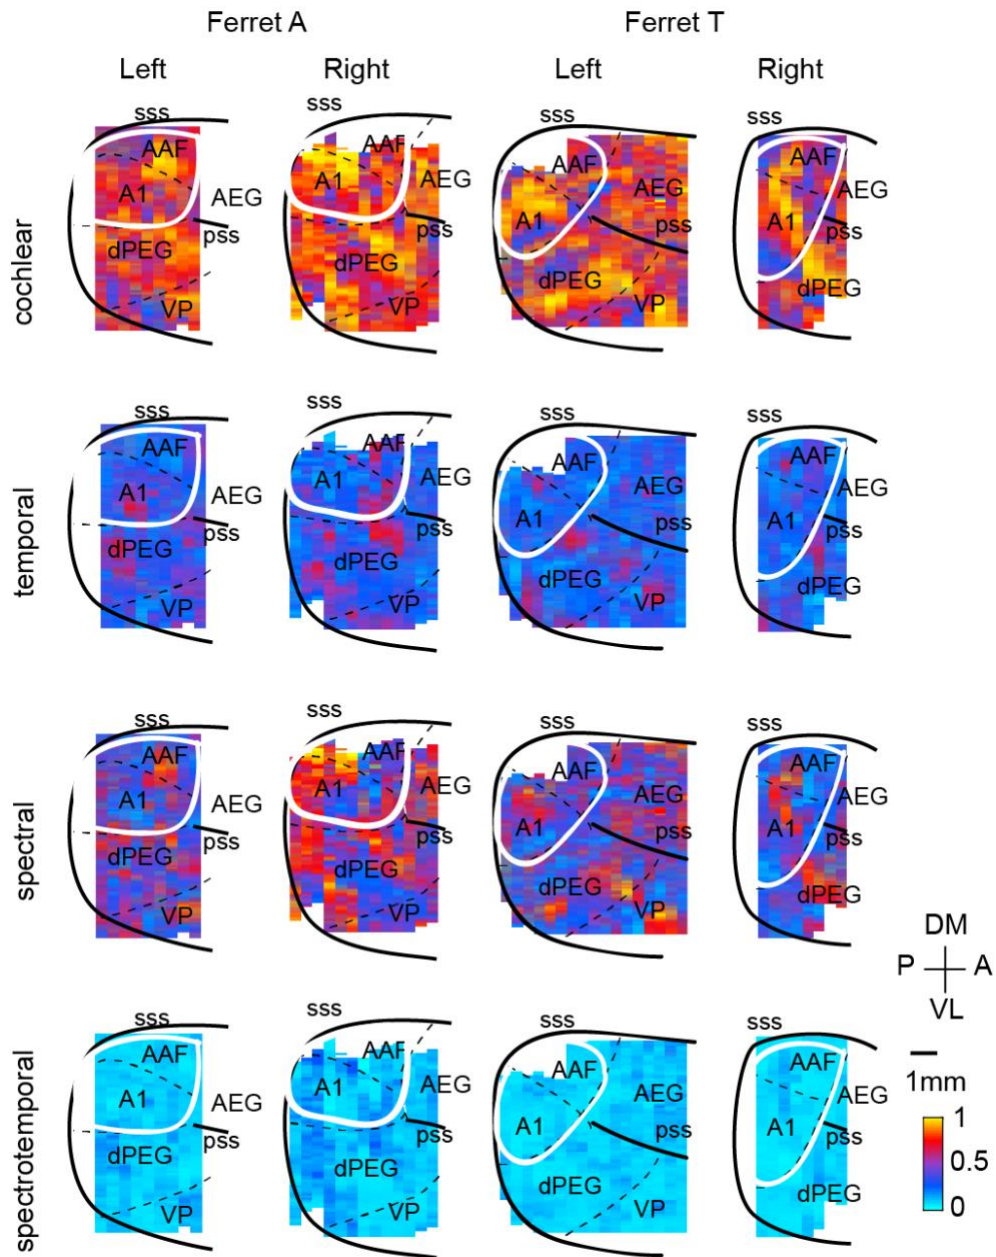 Ferret A Ferret T
Left Right Left Right
cochlear
sss
AAF
A1
AEG
pss
dPEG
VP
sss
AAF
A1
AEG
pss
dPEG
VP
sss
AAF
A1
AEG
pss
dPEG
VP
sss
AAF
A1
AEG
pss
dPEG
temporal
sss
AAF
A1
AEG
pss
dPEG
VP
sss
AAF
A1
AEG
pss
dPEG
VP
sss
AAF
A1
AEG
pss
dPEG
VP
sss
AAF
A1
AEG
pss
dPEG
spectral
sss
AAF
A1
AEG
pss
dPEG
VP
sss
AAF
A1
AEG
pss
dPEG
VP
sss
AAF
A1
AEG
pss
dPEG
VP
sss
AAF
A1
AEG
pss
dPEG
DM
P A
VL
spectrotemporal
sss
AAF
A1
AEG
pss
dPEG
VP
sss
AAF
A1
AEG
pss
dPEG
VP
sss
AAF
A1
AEG
pss
dPEG
VP
sss
AAF
A1
AEG
pss
dPEG
1mm
1
0.5
0